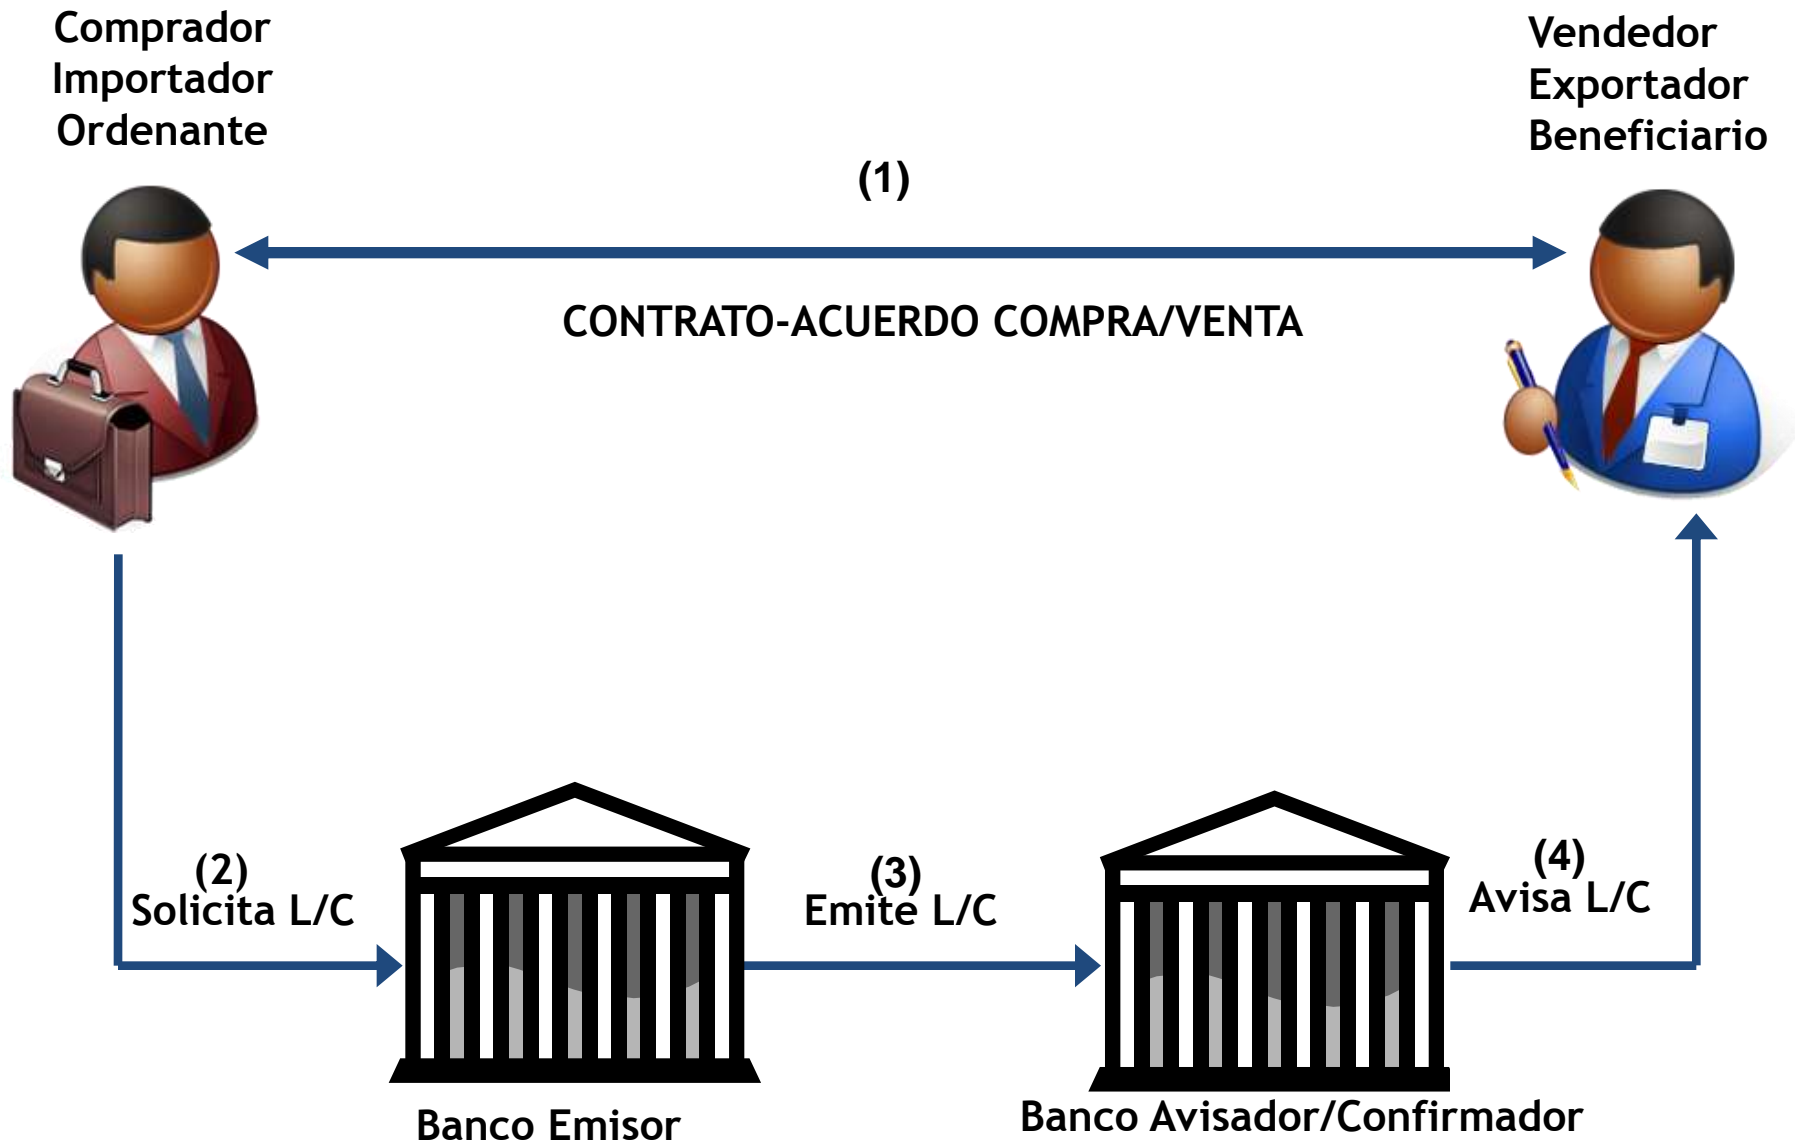 Comprador
Importador
Ordenante
Vendedor
Exportador
Beneficiario
(1)
CONTRATO-ACUERDO COMPRA/VENTA
(2)
Solicita L/C
(3)
Emite L/C
(4)
Avisa L/C
Banco Emisor
Banco Avisador/Confirmador